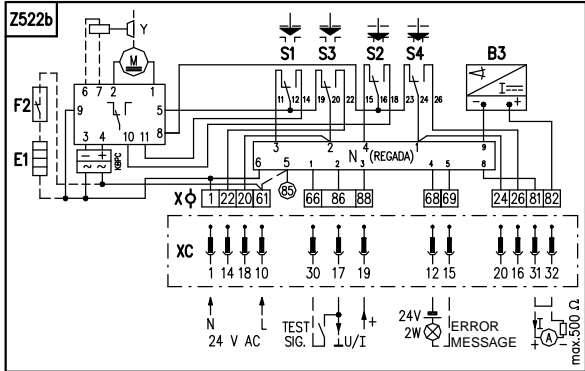 Z522b
Y
S1 S3 S2 S4 B3
M
6 7 2 1
F2
9 5
8
11 12 14 19 20 22 15 16 18 23 24 26
- +
3 4 10 11
KBPC
E1
3 2 4 1 9
N (REGADA)
6 5 1 2 3 4 5 8
X 1 22 20 61 85 66 86 88 68 69 24 26 81 82
XC
1 14 18 10 30 17 19 12 15 20 16 31 32
N L
24 V AC
TEST
SIG.
U/I
+
24V
2W
ERROR
MESSAGE
I
+ A -
max.500 Ω